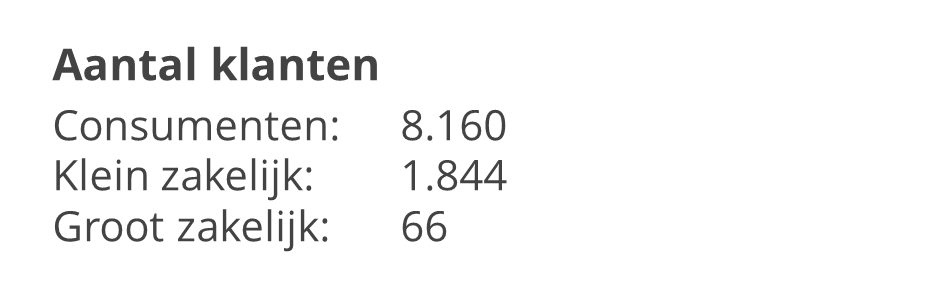 Aantal klanten
Consumenten: 8.160
Klein zakelijk: 1.844
Groot zakelijk: 66